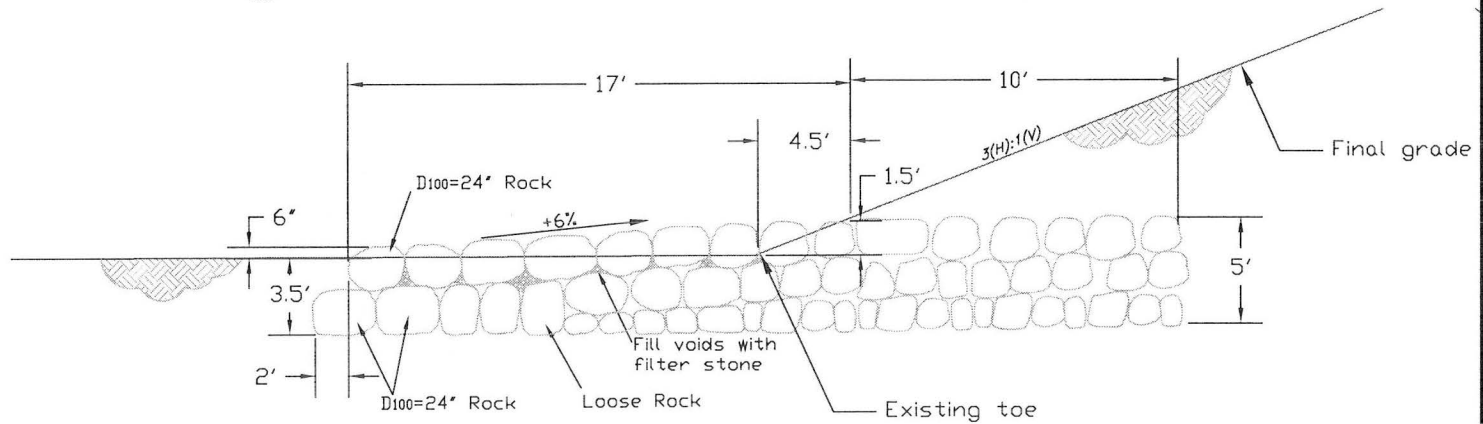 17'
10'
4.5'
3(H):1(V)
Final grade
1.5'
D100=24" Rock
+6%
6"
3.5'
5'
Fill voids with
filter stone
2'
D100=24" Rock
Loose Rock
Existing toe